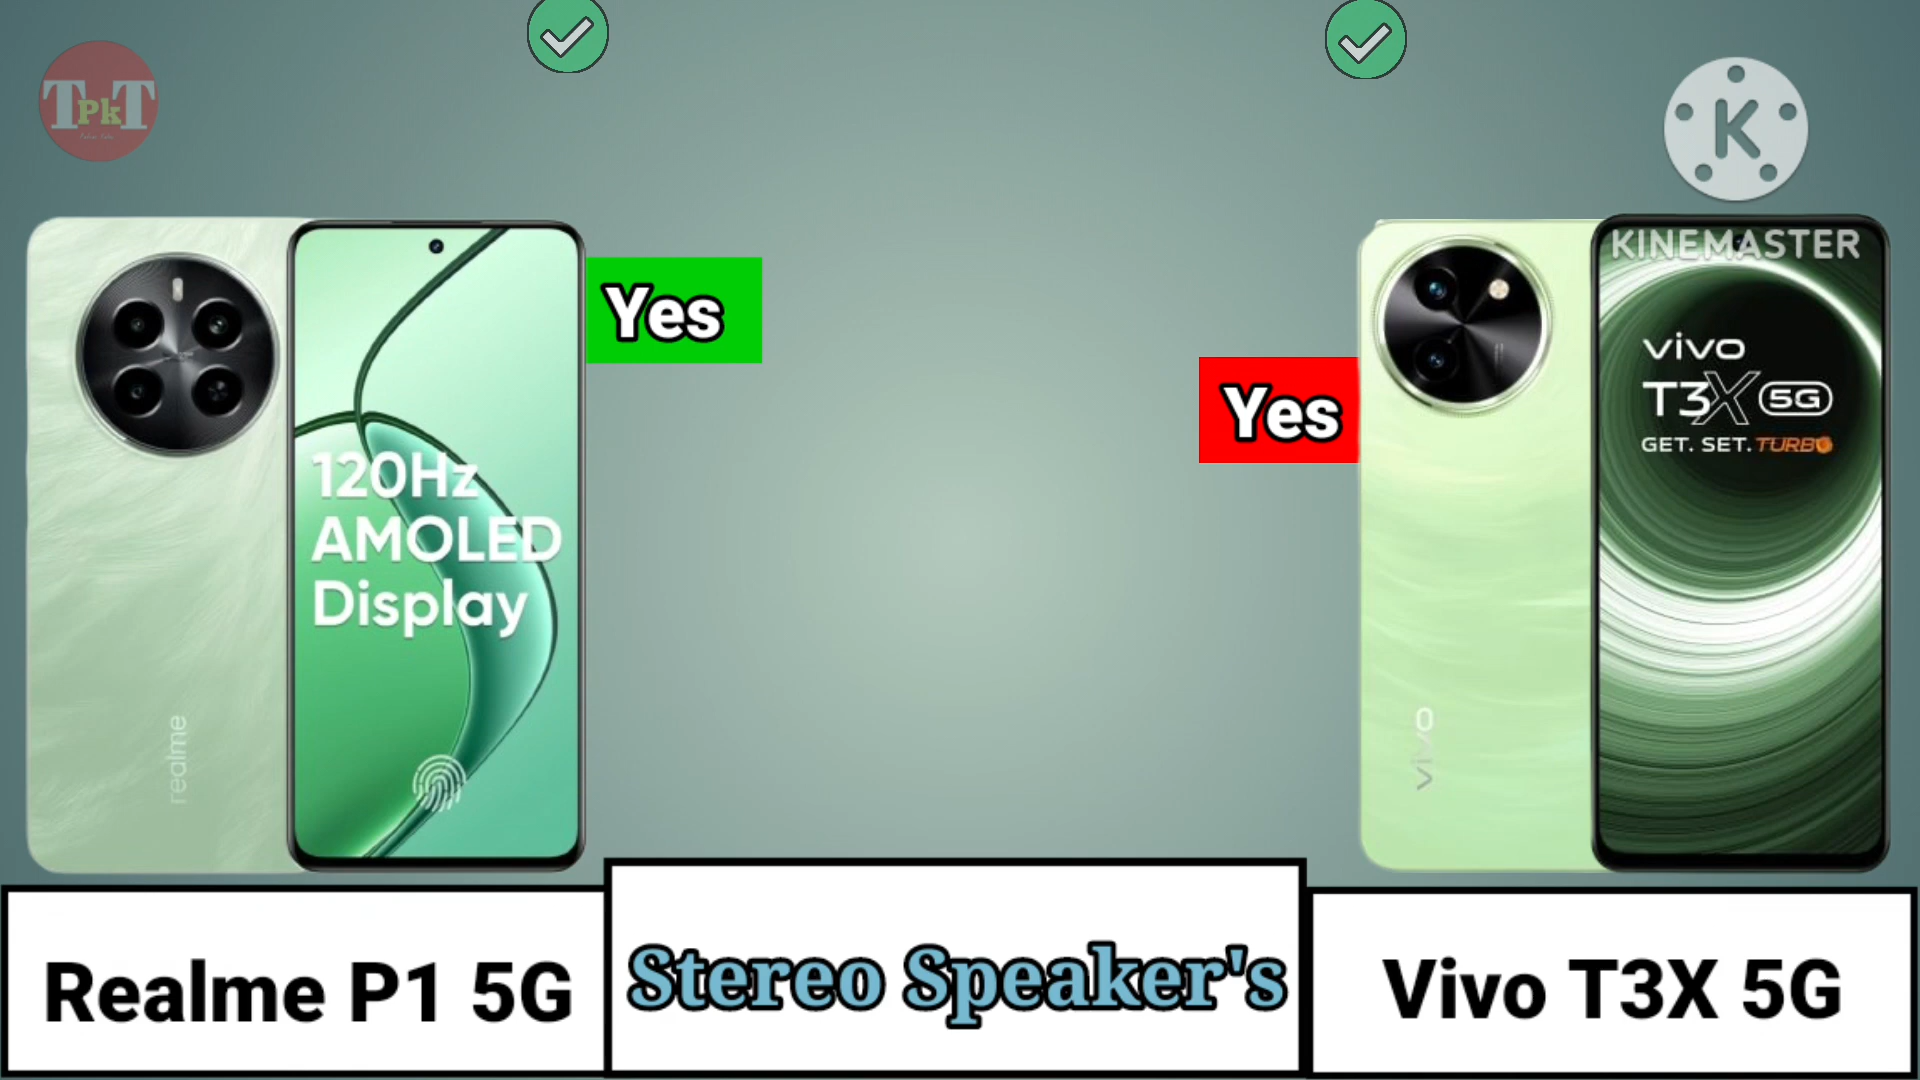 TPkT
K
KINEMASTER
Yes
Yes
120Hz
AMOLED
Display
realme
vivo
T3X 5G
GET. SET. TURBO
vivo
Realme P1 5G
Stereo Speaker's
Vivo T3X 5G